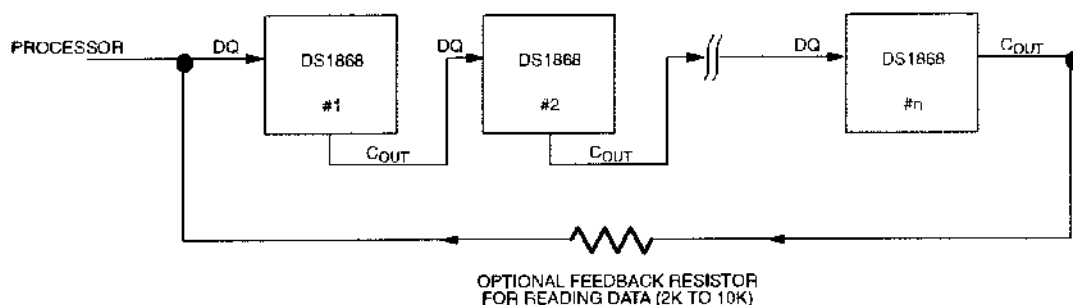 PROCESSOR
DQ
DS1868
#1
COUT
DQ
DS1868
#2
COUT
DQ
DS1868
#n
COUT
OPTIONAL FEEDBACK RESISTOR
FOR READING DATA (2K TO 10K)